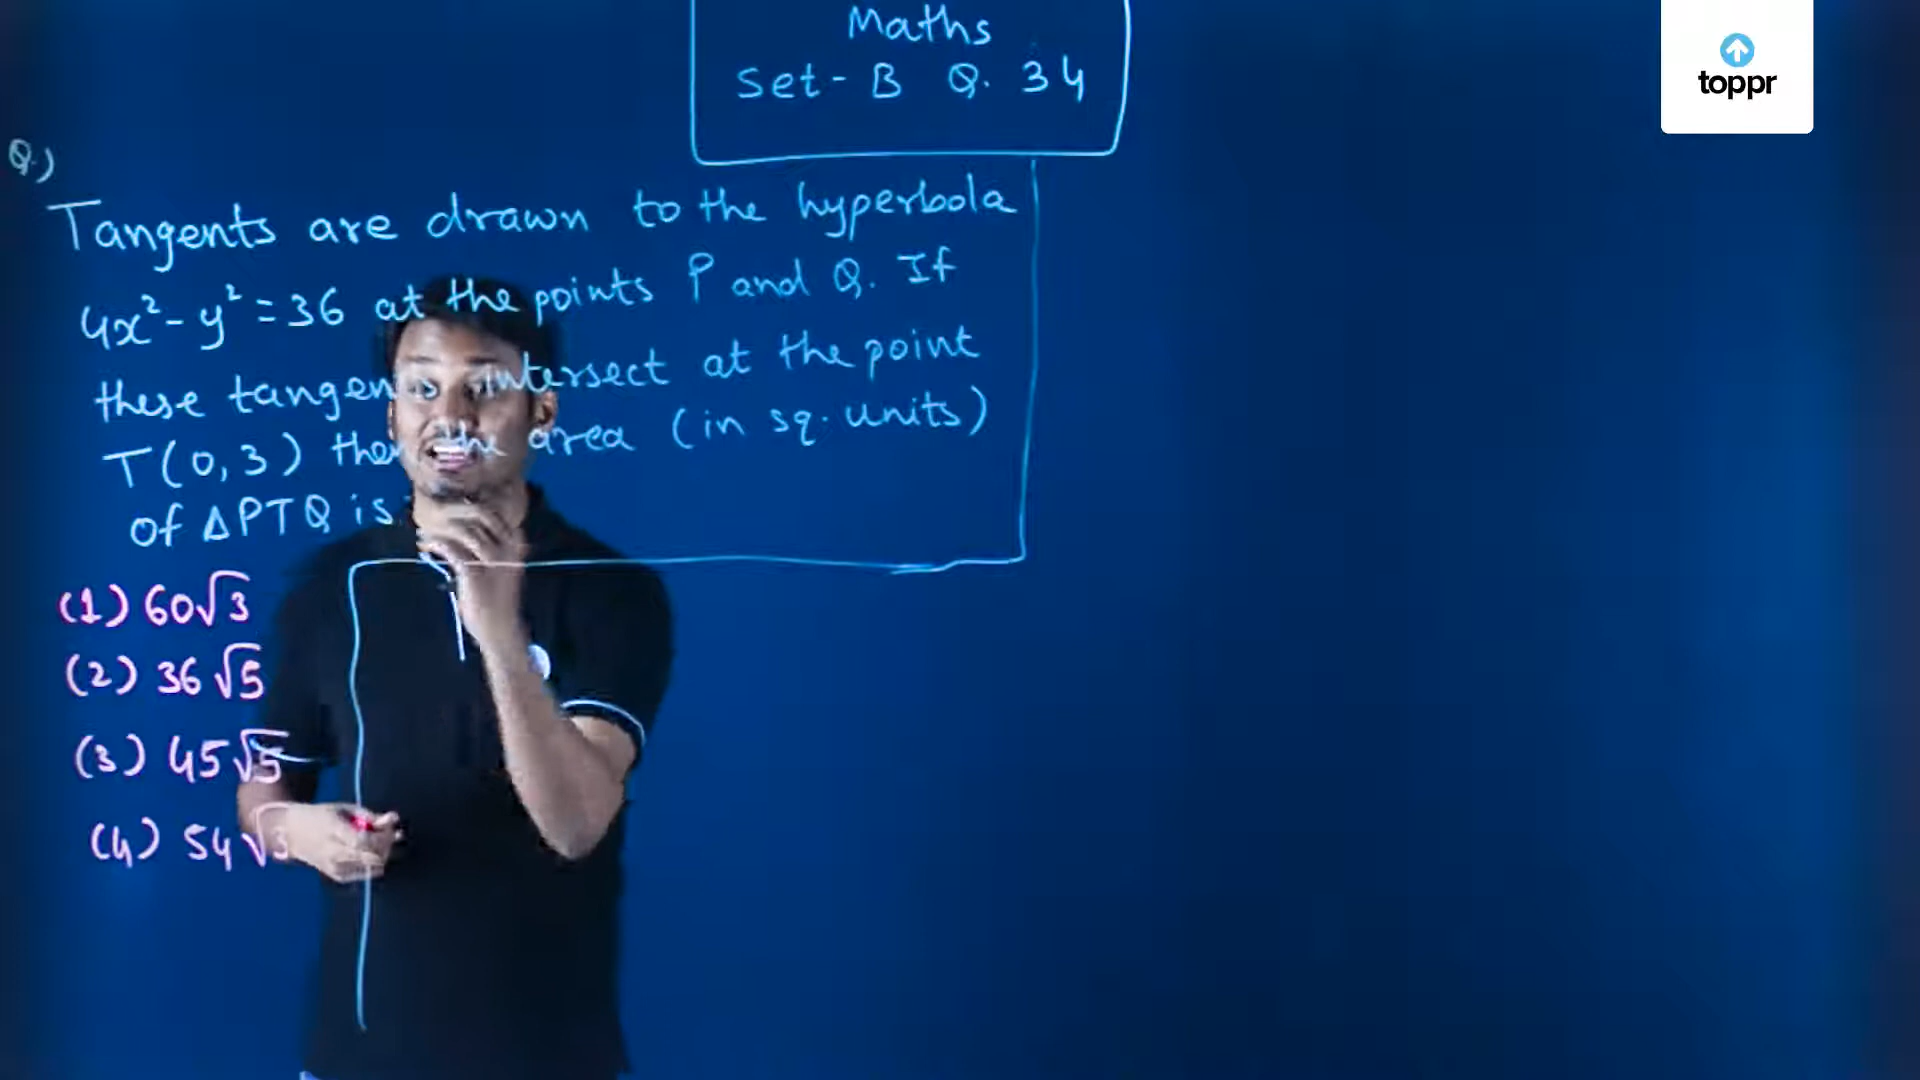 Maths
Set-B Q. 34
toppr
Q.)
Tangents are drawn to the hyperbola
4x²-y²=36 at the points P and Q. If
these tangents intersect at the point
T(0,3) then the area (in sq. units)
of ΔPTQ is:
(1) 60√3
(2) 36√5
(3) 45√5
(4) 54√3